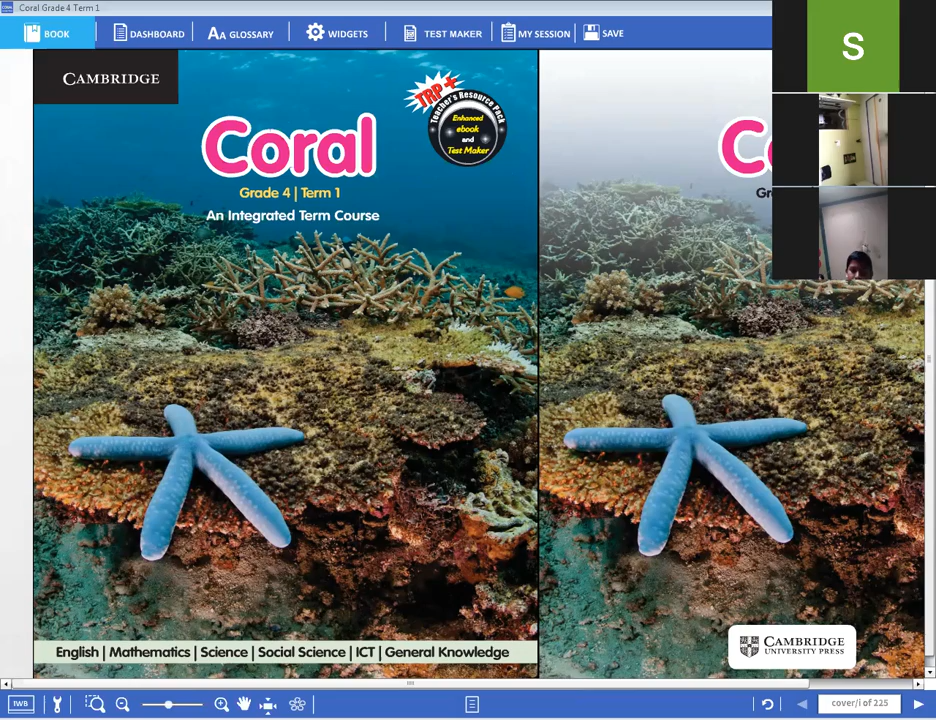 Coral Grade 4 Term 1
BOOK
DASHBOARD
AA GLOSSARY
WIDGETS
TEST MAKER
MY SESSION
SAVE
CAMBRIDGE
TRP+
Teacher's Resource Pack
Enhanced
ebook
and
Test Maker
Coral
Grade 4 | Term 1
An Integrated Term Course
English | Mathematics | Science | Social Science | ICT | General Knowledge
C
Gr
CAMBRIDGE
UNIVERSITY PRESS
S
IWB
cover/i of 225